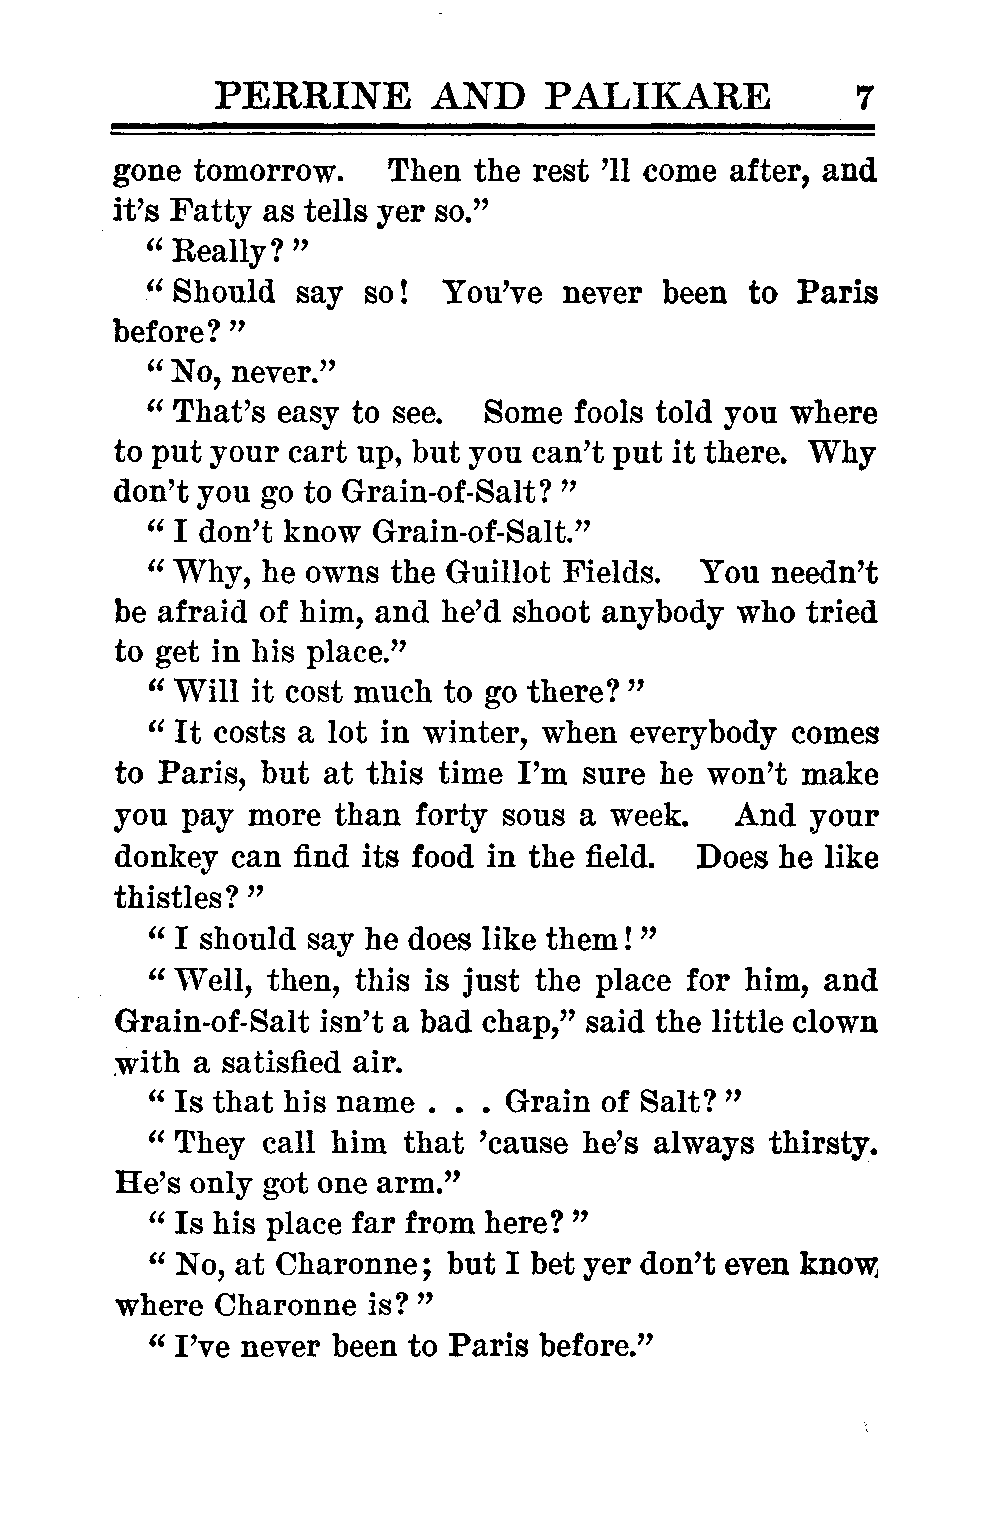 PERRINE AND PALIKARE 7
gone tomorrow. Then the rest ’ll come after, and
it’s Fatty as tells yer so.”
“ Really? ”
“ Should say so! You’ve never been to Paris
before? ”
“ No, never.”
“ That’s easy to see. Some fools told you where
to put your cart up, but you can’t put it there. Why
don’t you go to Grain-of-Salt? ”
“ I don’t know Grain-of-Salt.”
“ Why, he owns the Guillot Fields. You needn’t
be afraid of him, and he’d shoot anybody who tried
to get in his place.”
“ Will it cost much to go there? ”
“ It costs a lot in winter, when everybody comes
to Paris, but at this time I’m sure he won’t make
you pay more than forty sous a week. And your
donkey can find its food in the field. Does he like
thistles? ”
“ I should say he does like them! ”
“ Well, then, this is just the place for him, and
Grain-of-Salt isn’t a bad chap,” said the little clown
with a satisfied air.
“ Is that his name . . . Grain of Salt? ”
“ They call him that ’cause he’s always thirsty.
He’s only got one arm.”
“ Is his place far from here? ”
“ No, at Charonne; but I bet yer don’t even know
where Charonne is? ”
“ I’ve never been to Paris before.”